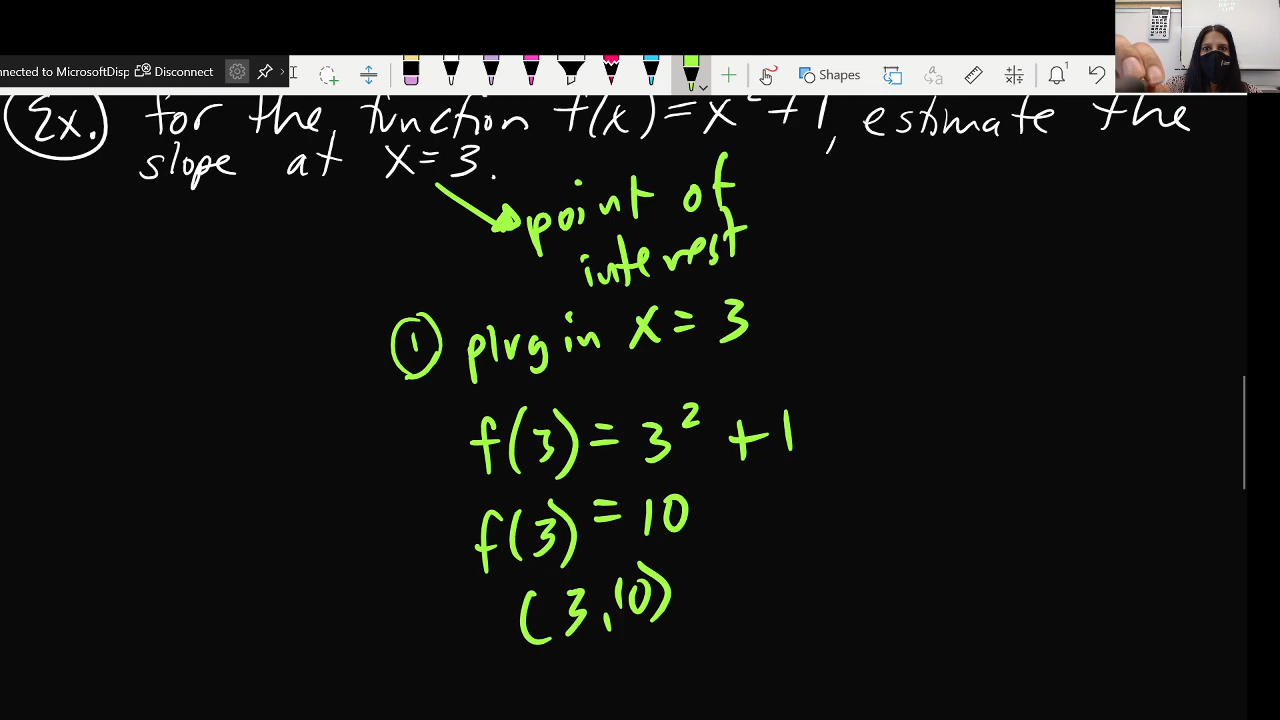 nnected to MicrosoftDisp Disconnect
Shapes
1
Ex. for the function f(x) = x² + 1, estimate the
slope at x = 3.
point of
interest
① plug in x = 3
f(3) = 3² + 1
f(3) = 10
(3,10)